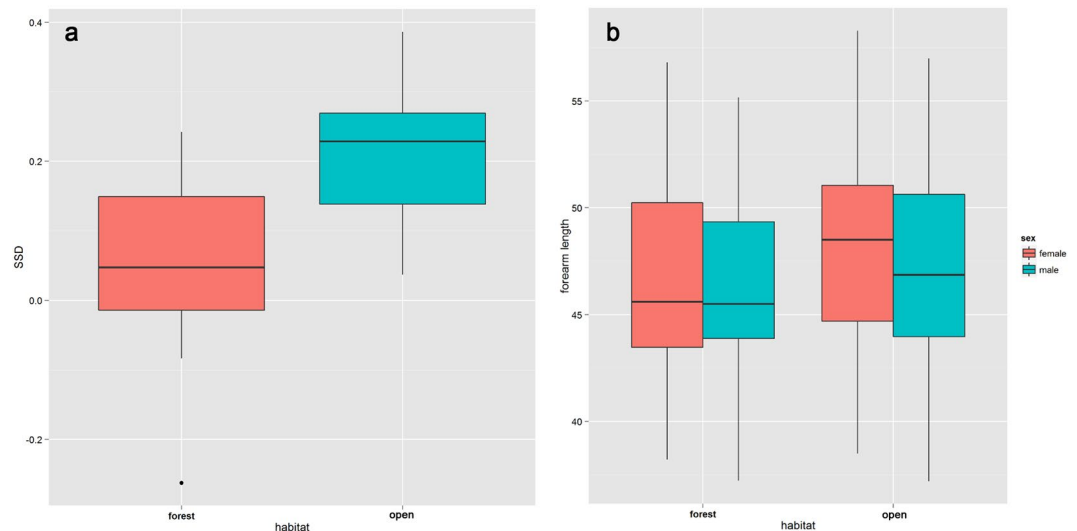 a
0.4
0.2
0.0
-0.2
SSD
forest
open
habitat
b
55
50
45
40
forearm length
forest
open
habitat
sex
female
male